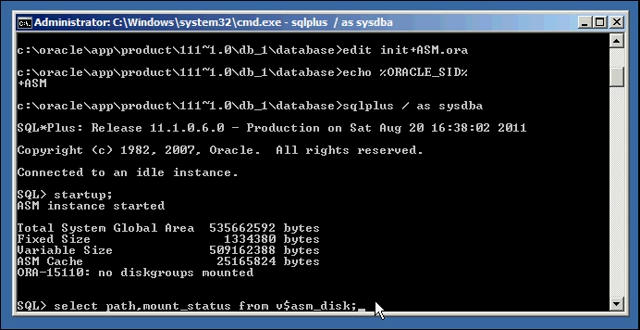 Administrator: C:\Windows\system32\cmd.exe - sqlplus / as sysdba
c:\oracle\app\product\111~1.0\db_1\database>edit init+ASM.ora
c:\oracle\app\product\111~1.0\db_1\database>echo %ORACLE_SID%
+ASM
c:\oracle\app\product\111~1.0\db_1\database>sqlplus / as sysdba
SQL*Plus: Release 11.1.0.6.0 - Production on Sat Aug 20 16:38:02 2011
Copyright (c) 1982, 2007, Oracle.  All rights reserved.
Connected to an idle instance.
SQL> startup;
ASM instance started
Total System Global Area  535662592 bytes
Fixed Size                  1334380 bytes
Variable Size             509162388 bytes
ASM Cache                  25165824 bytes
ORA-15110: no diskgroups mounted
SQL> select path,mount_status from v$asm_disk;_